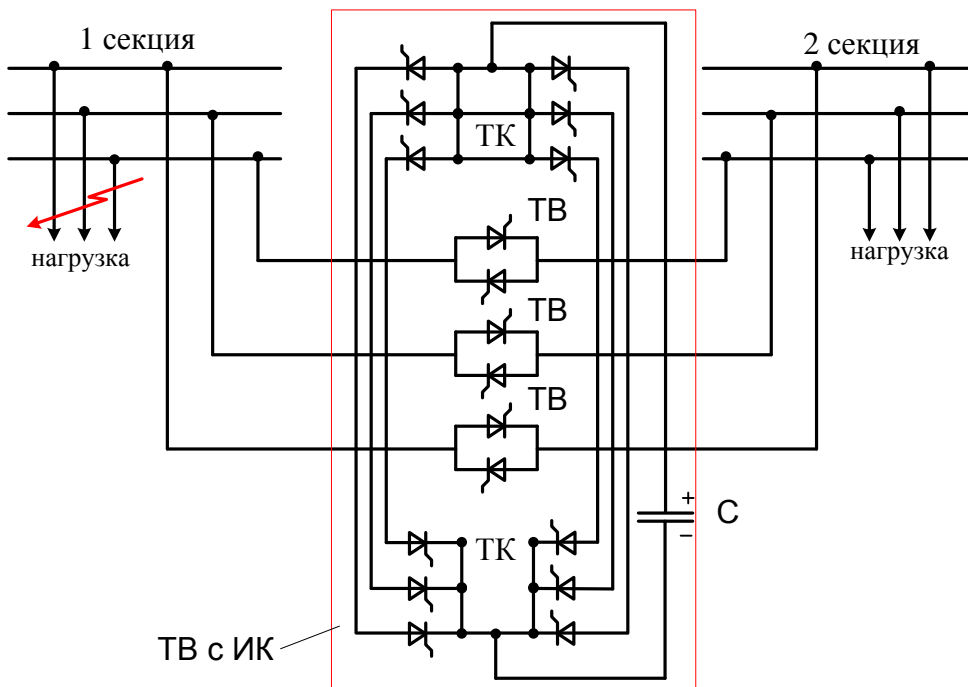 1 секция
2 секция
ТК
ТВ
нагрузка
нагрузка
ТВ
ТВ
+
С
−
ТК
ТВ с ИК